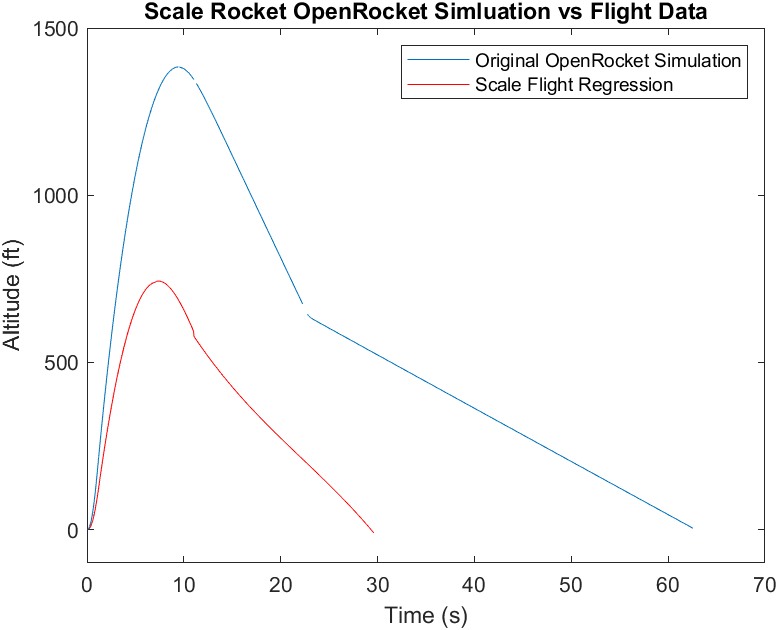 Scale Rocket OpenRocket Simluation vs Flight Data
Original OpenRocket Simulation
Scale Flight Regression
1500
1000
500
0
Altitude (ft)
0 10 20 30 40 50 60 70
Time (s)